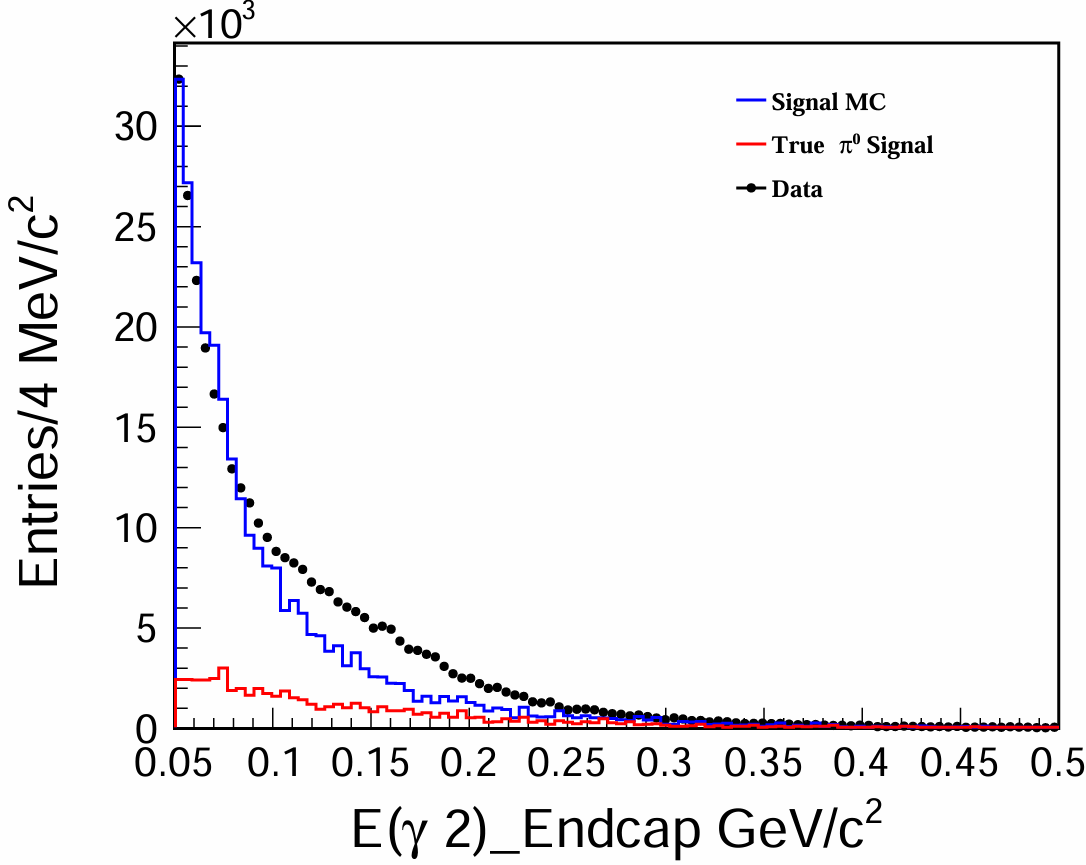 ×10³
30
25
20
15
10
5
0
0.05 0.1 0.15 0.2 0.25 0.3 0.35 0.4 0.45 0.5
Entries/4 MeV/c²
E(γ 2)_Endcap GeV/c²
Signal MC
True π⁰ Signal
Data